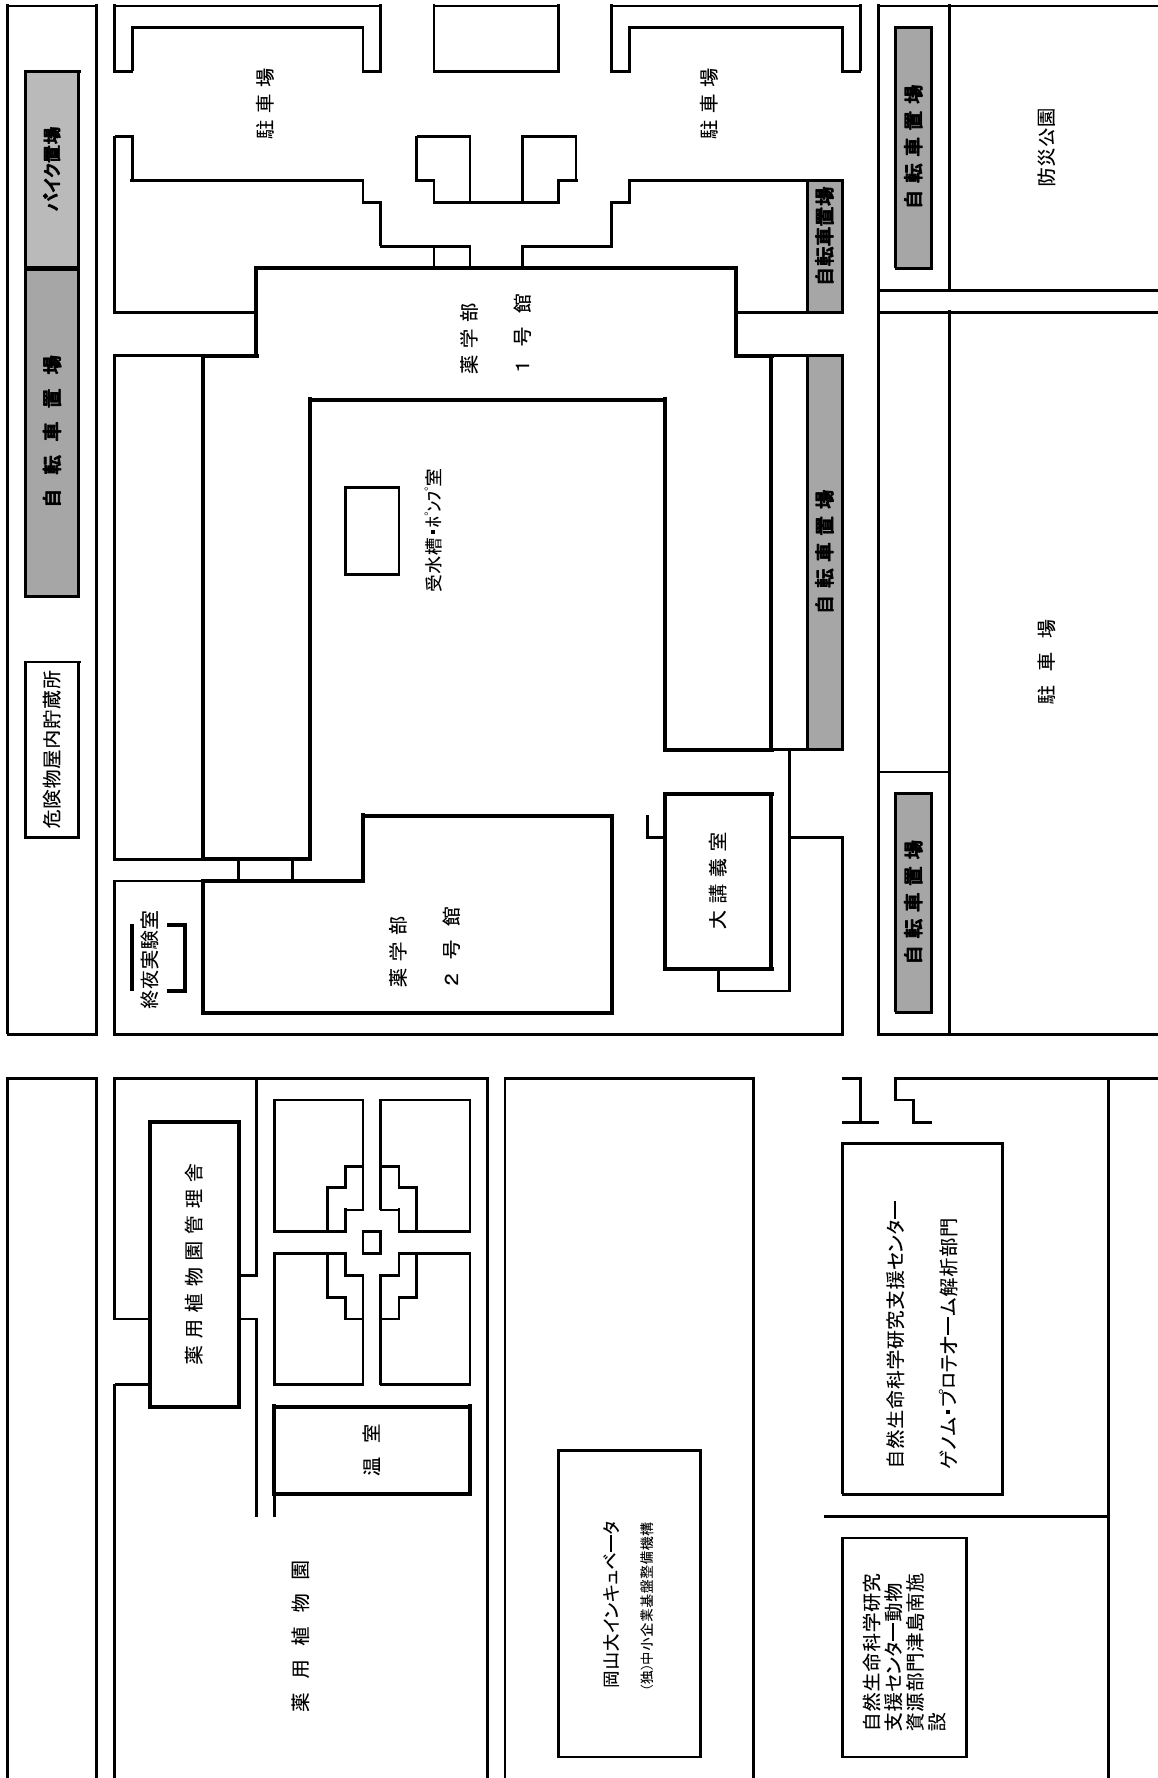 バイク置場
自転車置場
危険物屋内貯蔵所
終夜実験室
駐車場
駐車場
薬学部
1号館
受水槽・ポンプ室
薬学部
2号館
大講義室
自転車置場
自転車置場
自転車置場
自転車置場
防災公園
駐車場
薬用植物園管理舎
温室
薬用植物園
岡山大インキュベータ
(独)中小企業基盤整備機構
自然生命科学研究支援センター
ゲノム・プロテオーム解析部門
自然生命科学研究
支援センター動物
資源部門津島南施
設